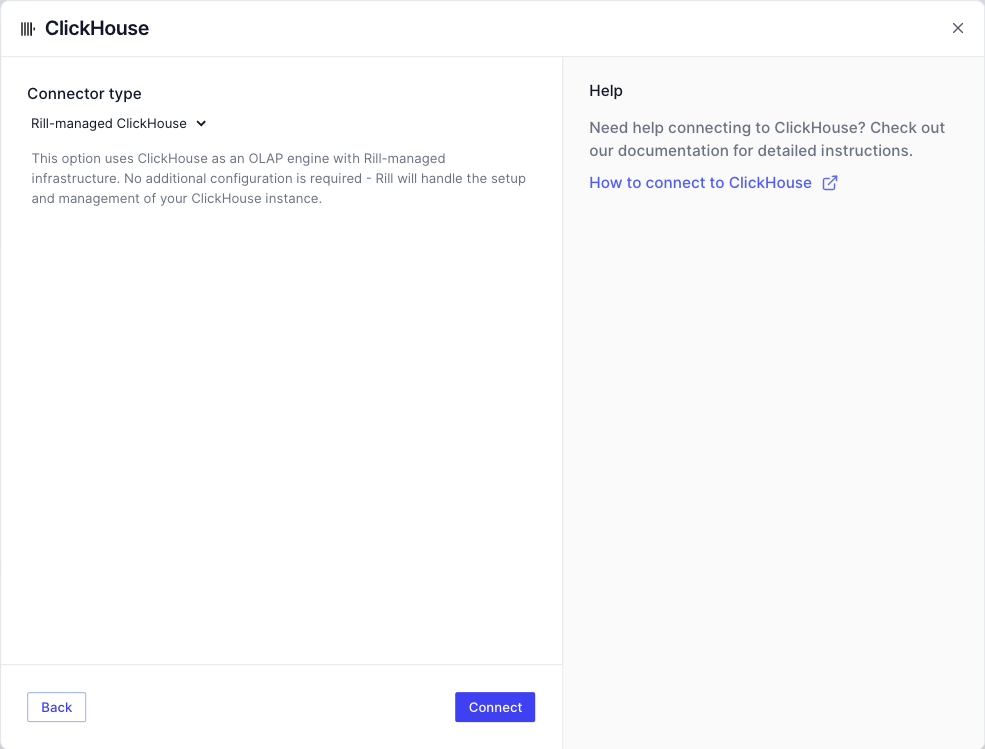 ClickHouse
Connector type
Rill-managed ClickHouse
This option uses ClickHouse as an OLAP engine with Rill-managed
infrastructure. No additional configuration is required - Rill will handle the setup
and management of your ClickHouse instance.
Back
Connect
Help
Need help connecting to ClickHouse? Check out
our documentation for detailed instructions.
How to connect to ClickHouse